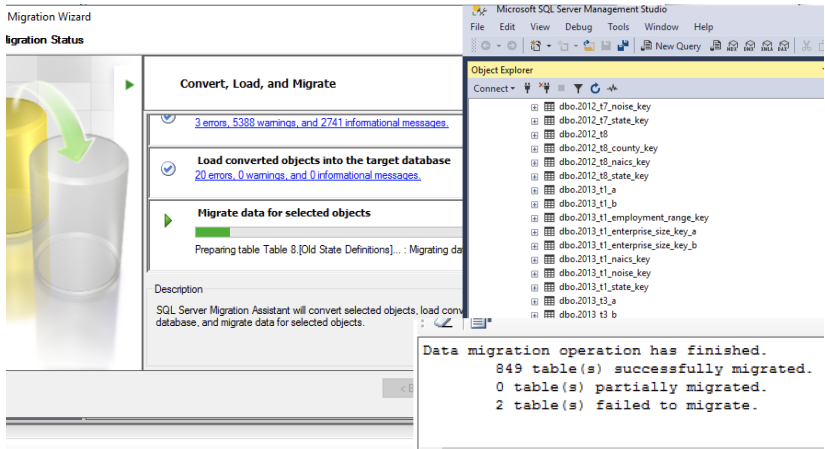 Migration Wizard
Migration Status
Convert, Load, and Migrate
3 errors, 5388 warnings, and 2741 informational messages.
Load converted objects into the target database
20 errors, 0 warnings, and 0 informational messages.
Migrate data for selected objects
Preparing table Table 8.[Old State Definitions]... : Migrating da
Description
SQL Server Migration Assistant will convert selected objects, load conv
database, and migrate data for selected objects.
< B
Microsoft SQL Server Management Studio
File Edit View Debug Tools Window Help
New Query
Object Explorer
Connect
dbo.2012_t7_noise_key
dbo.2012_t7_state_key
dbo.2012_t8
dbo.2012_t8_county_key
dbo.2012_t8_naics_key
dbo.2012_t8_state_key
dbo.2013_t1_a
dbo.2013_t1_b
dbo.2013_t1_employment_range_key
dbo.2013_t1_enterprise_size_key_a
dbo.2013_t1_enterprise_size_key_b
dbo.2013_t1_naics_key
dbo.2013_t1_noise_key
dbo.2013_t1_state_key
dbo.2013_t3_a
dbo.2013_t3_b
Data migration operation has finished.
849 table(s) successfully migrated.
0 table(s) partially migrated.
2 table(s) failed to migrate.